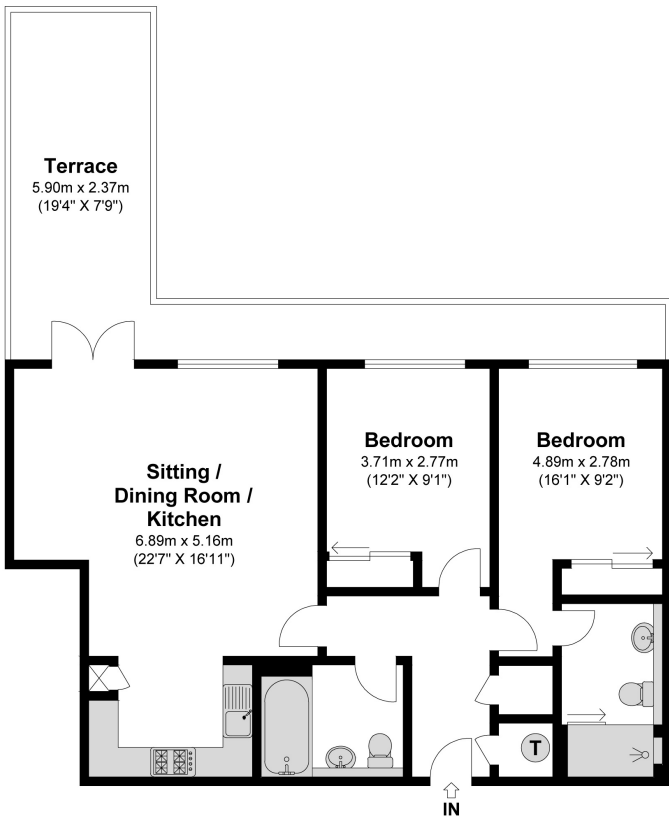 Terrace
5.90m x 2.37m
(19'4" X 7'9")
Sitting /
Dining Room /
Kitchen
6.89m x 5.16m
(22'7" X 16'11")
Bedroom
3.71m x 2.77m
(12'2" X 9'1")
Bedroom
4.89m x 2.78m
(16'1" X 9'2")
T
IN